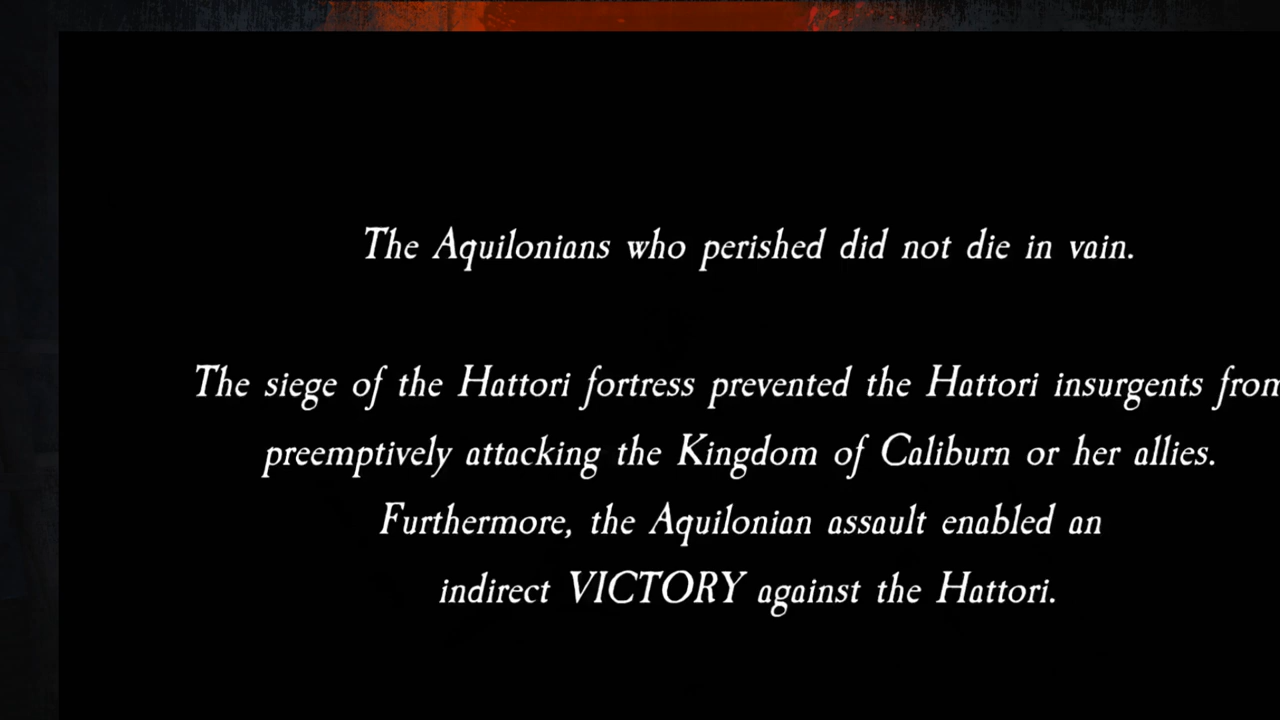 The Aquilonians who perished did not die in vain.
The siege of the Hattori fortress prevented the Hattori insurgents from
preemptively attacking the Kingdom of Caliburn or her allies.
Furthermore, the Aquilonian assault enabled an
indirect VICTORY against the Hattori.